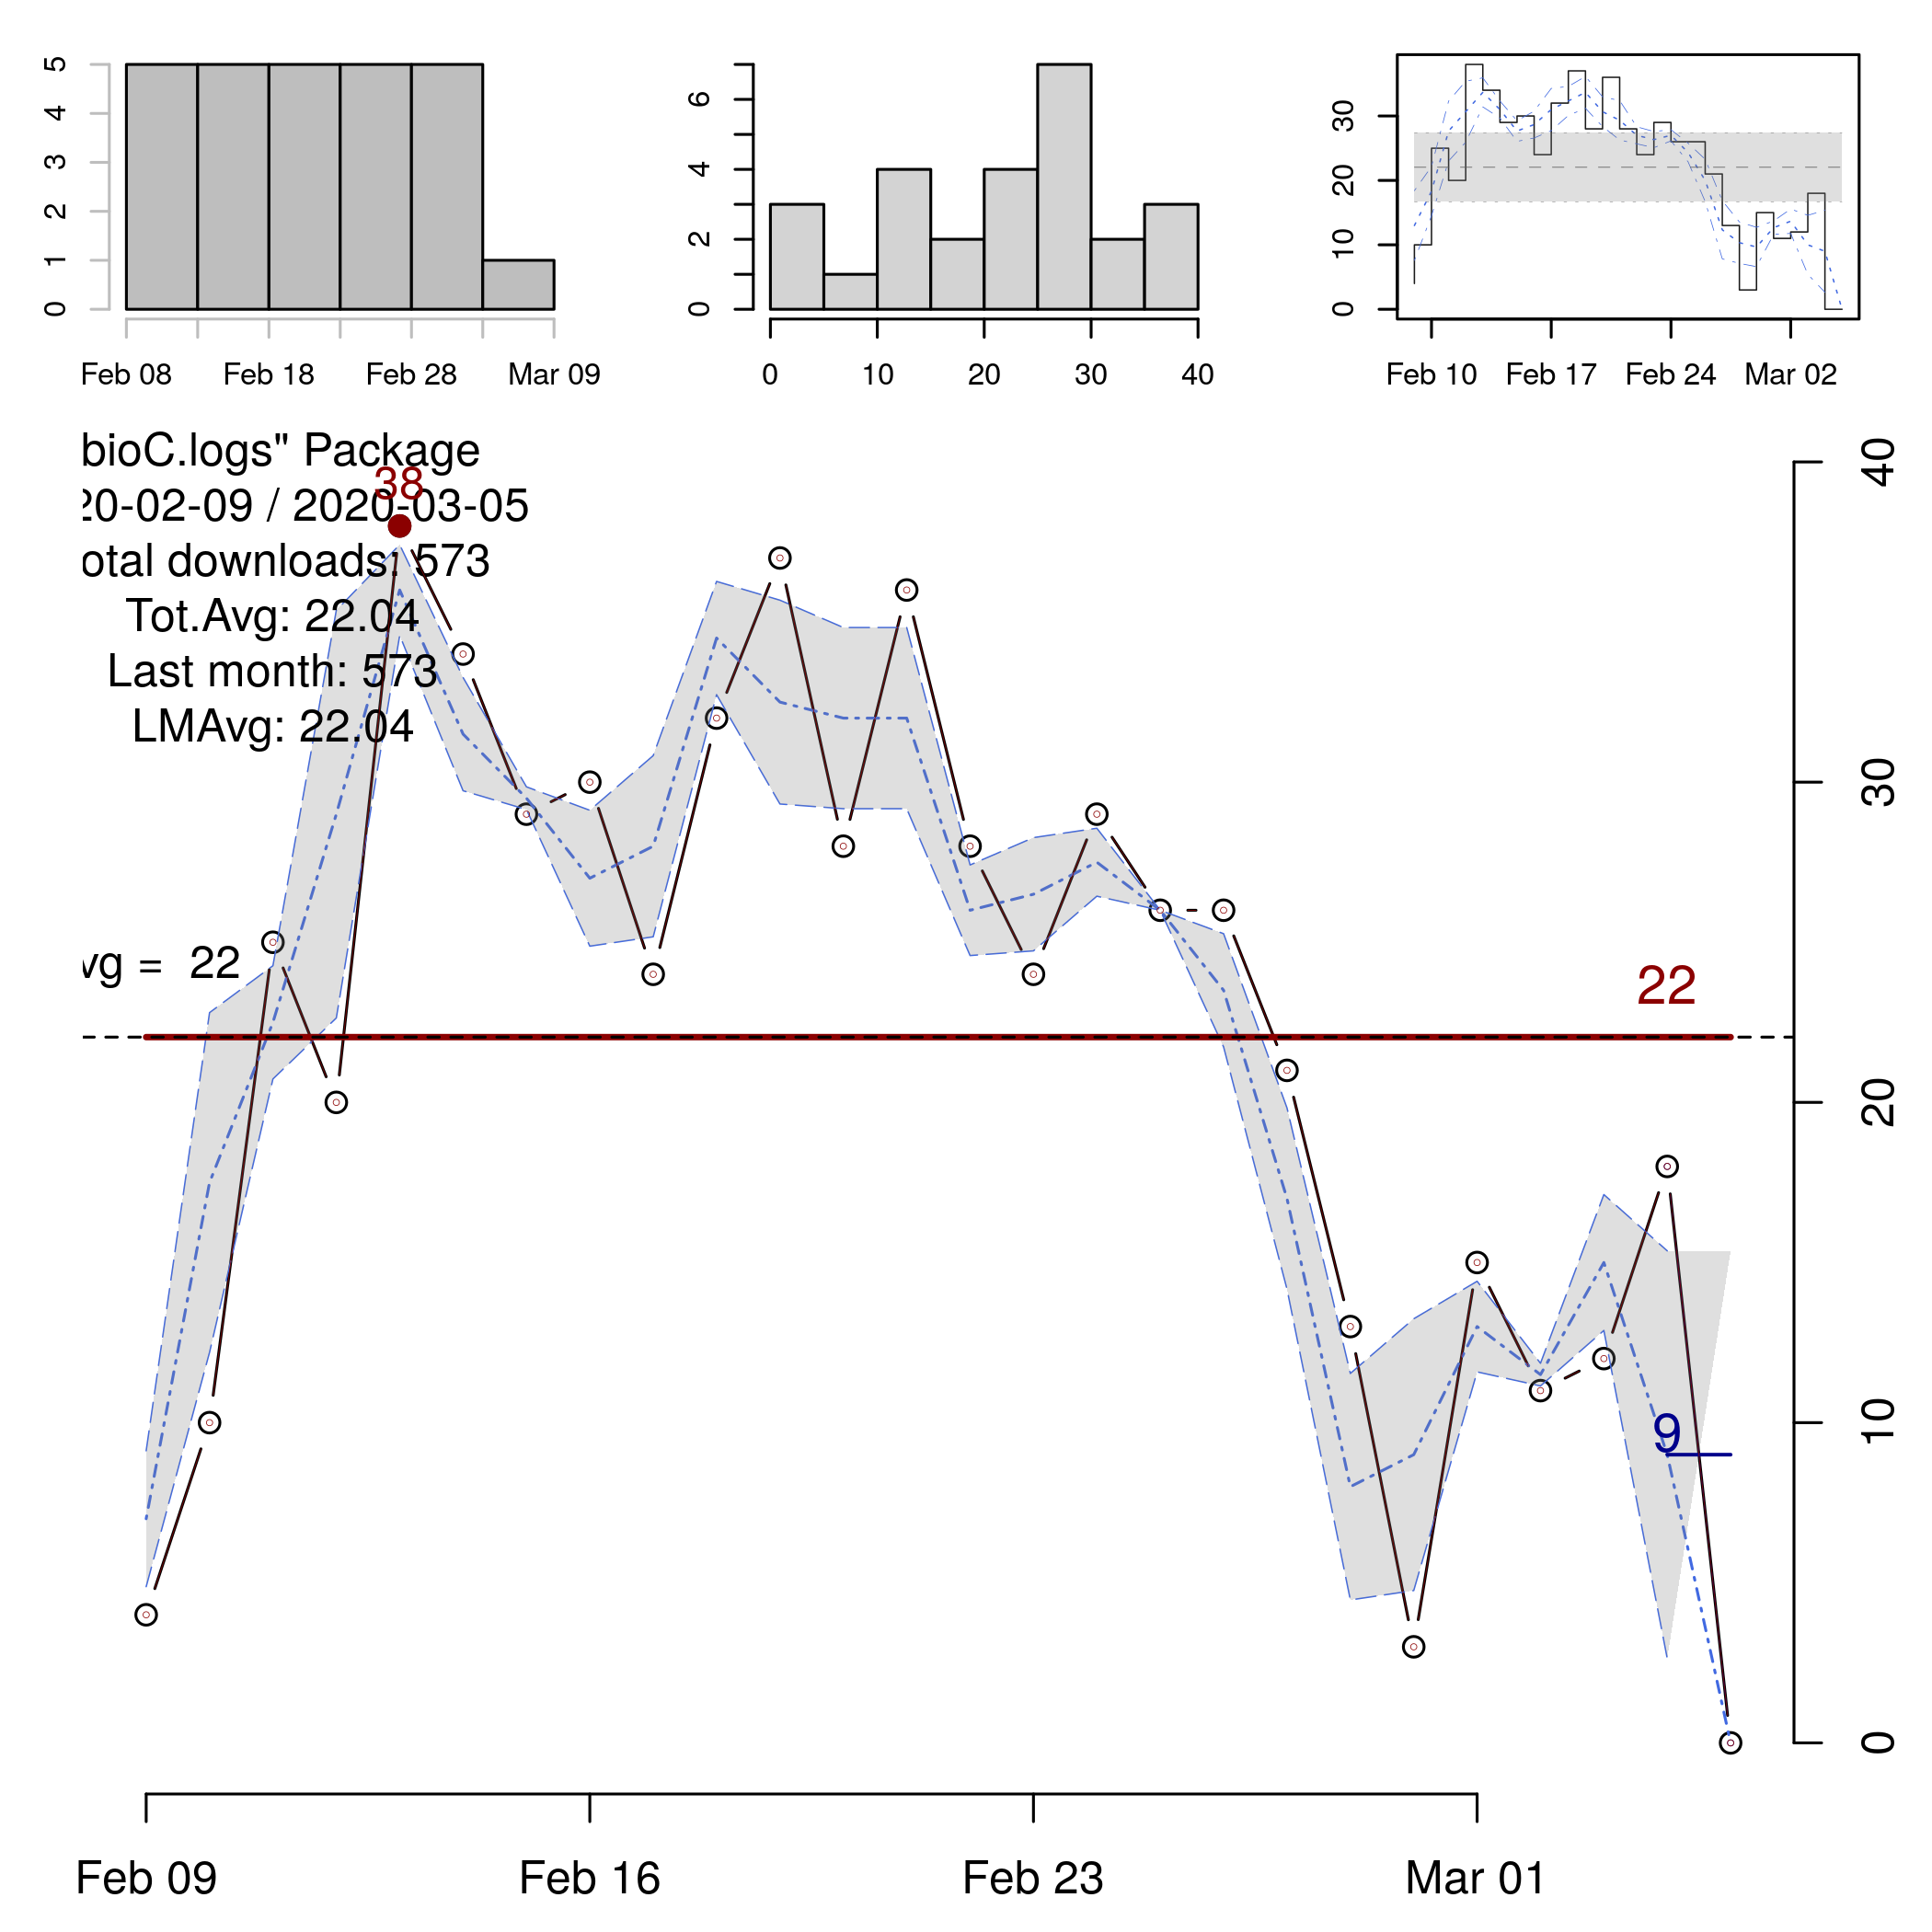 5
4
3
2
1
0
Feb 08 Feb 18 Feb 28 Mar 09
6
4
2
0
0 10 20 30 40
30
20
10
0
Feb 10 Feb 17 Feb 24 Mar 02
bioC.logs" Package
38
20-02-09 / 2020-03-05
otal downloads: 573
Tot.Avg: 22.04
Last month: 573
LMAvg: 22.04
vg = 22
22
9
40
30
20
10
0
Feb 09 Feb 16 Feb 23 Mar 01